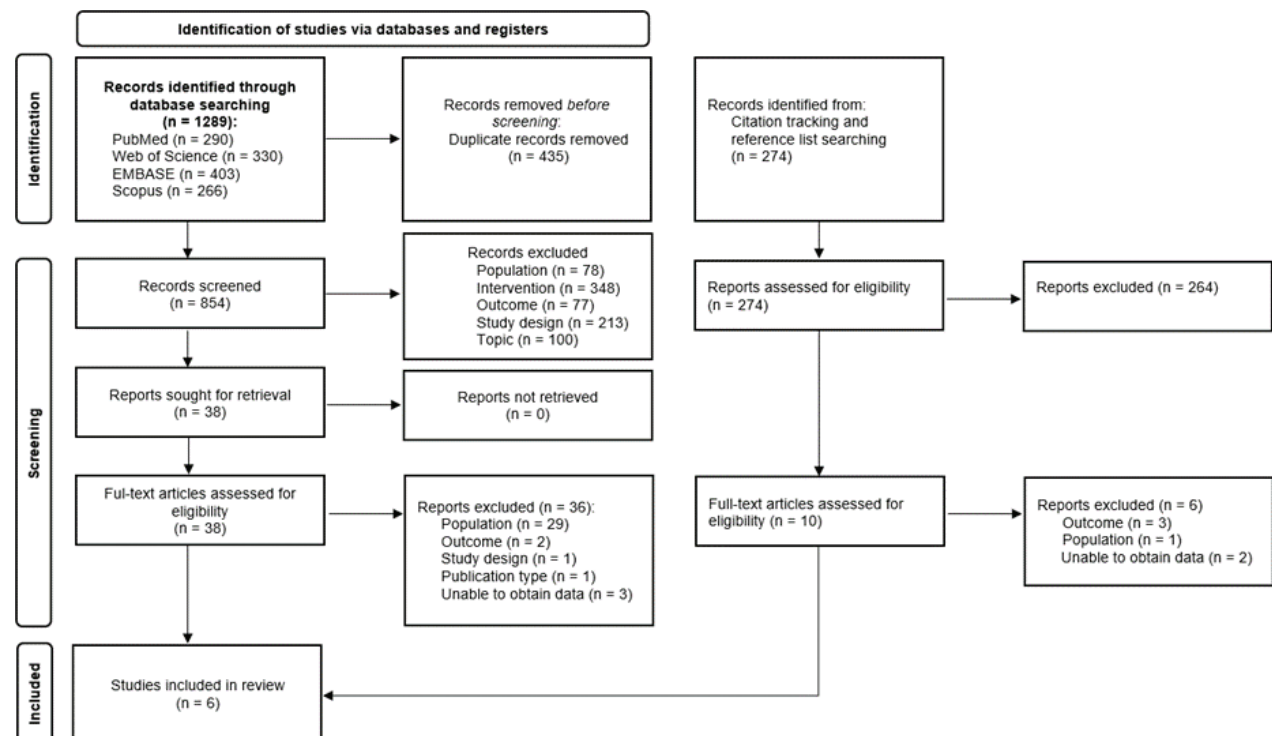 Identification of studies via databases and registers
Identification
Records identified through
database searching
(n = 1289):
PubMed (n = 290)
Web of Science (n = 330)
EMBASE (n = 403)
Scopus (n = 266)
Records removed before
screening:
Duplicate records removed
(n = 435)
Records identified from:
Citation tracking and
reference list searching
(n = 274)
Screening
Records screened
(n = 854)
Records excluded
Population (n = 78)
Intervention (n = 348)
Outcome (n = 77)
Study design (n = 213)
Topic (n = 100)
Reports assessed for eligibility
(n = 274)
Reports excluded (n = 264)
Reports sought for retrieval
(n = 38)
Reports not retrieved
(n = 0)
Ful-text articles assessed for
eligibility
(n = 38)
Reports excluded (n = 36):
Population (n = 29)
Outcome (n = 2)
Study design (n = 1)
Publication type (n = 1)
Unable to obtain data (n = 3)
Full-text articles assessed for
eligibility (n = 10)
Reports excluded (n = 6)
Outcome (n = 3)
Population (n = 1)
Unable to obtain data (n = 2)
Included
Studies included in review
(n = 6)